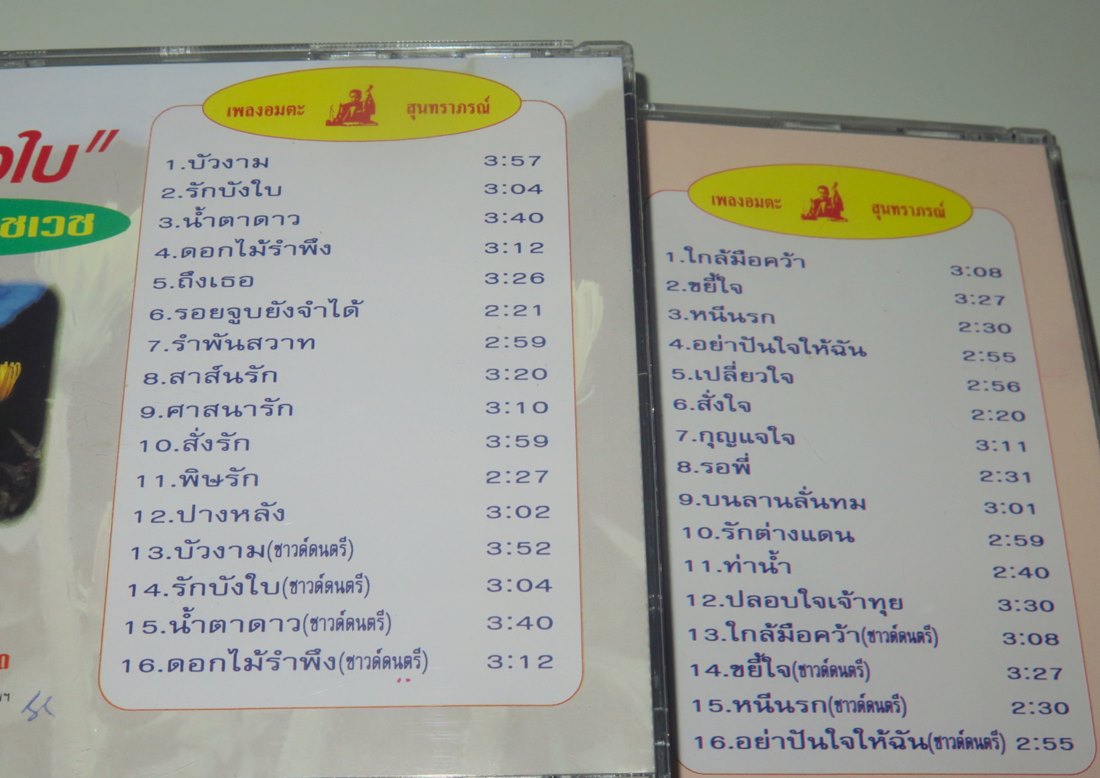 เพลงอมตะ สุนทราภรณ์
1.บัวงาม 3:57
2.รักบังใบ 3:04
3.น้ำตาดาว 3:40
4.ดอกไม้รำพึง 3:12
5.ถึงเธอ 3:26
6.รอยจูบยังจำได้ 2:21
7.รำพันสวาท 2:59
8.สาส์นรัก 3:20
9.ศาสนารัก 3:10
10.สั่งรัก 3:59
11.พิษรัก 2:27
12.ปางหลัง 3:02
13.บัวงาม(ซาวด์ดนตรี) 3:52
14.รักบังใบ(ซาวด์ดนตรี) 3:04
15.น้ำตาดาว(ซาวด์ดนตรี) 3:40
16.ดอกไม้รำพึง(ซาวด์ดนตรี) 3:12
เพลงอมตะ สุนทราภรณ์
1.ใกล้มือคว้า 3:08
2.ขยี้ใจ 3:27
3.หนีนรก 2:30
4.อย่าปันใจให้ฉัน 2:55
5.เปลี่ยวใจ 2:56
6.สั่งใจ 2:20
7.กุญแจใจ 3:11
8.รอพี่ 2:31
9.บนลานลั่นทม 3:01
10.รักต่างแดน 2:59
11.ท่าน้ำ 2:40
12.ปลอบใจเจ้าทุย 3:30
13.ใกล้มือคว้า(ซาวด์ดนตรี) 3:08
14.ขยี้ใจ(ซาวด์ดนตรี) 3:27
15.หนีนรก(ซาวด์ดนตรี) 2:30
16.อย่าปันใจให้ฉัน(ซาวด์ดนตรี) 2:55